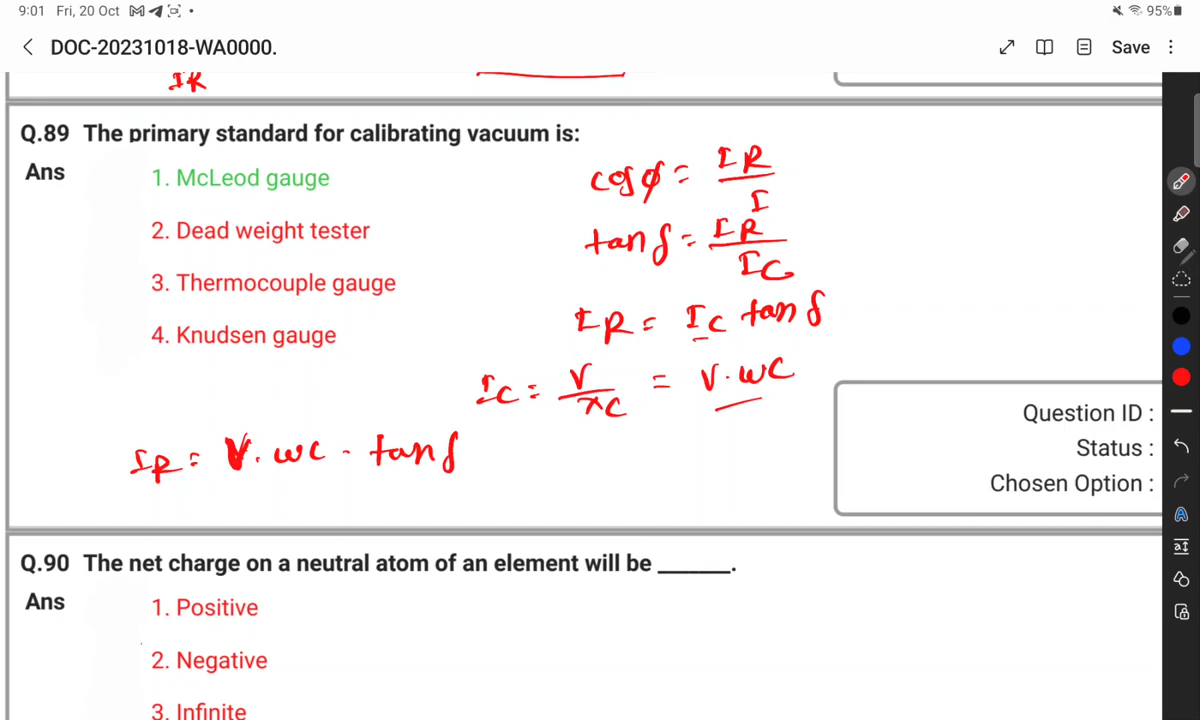 9:01 Fri, 20 Oct
95%
DOC-20231018-WA0000.
Save
IR
Q.89 The primary standard for calibrating vacuum is:
Ans
1. McLeod gauge
2. Dead weight tester
3. Thermocouple gauge
4. Knudsen gauge
cos φ = IR / I
tan δ = IR / IC
IR = IC tan δ
IC = V / XC = V.ωC
IR = V.ωC . tan δ
Question ID :
Status :
Chosen Option :
Q.90 The net charge on a neutral atom of an element will be ______.
Ans
1. Positive
2. Negative
3. Infinite